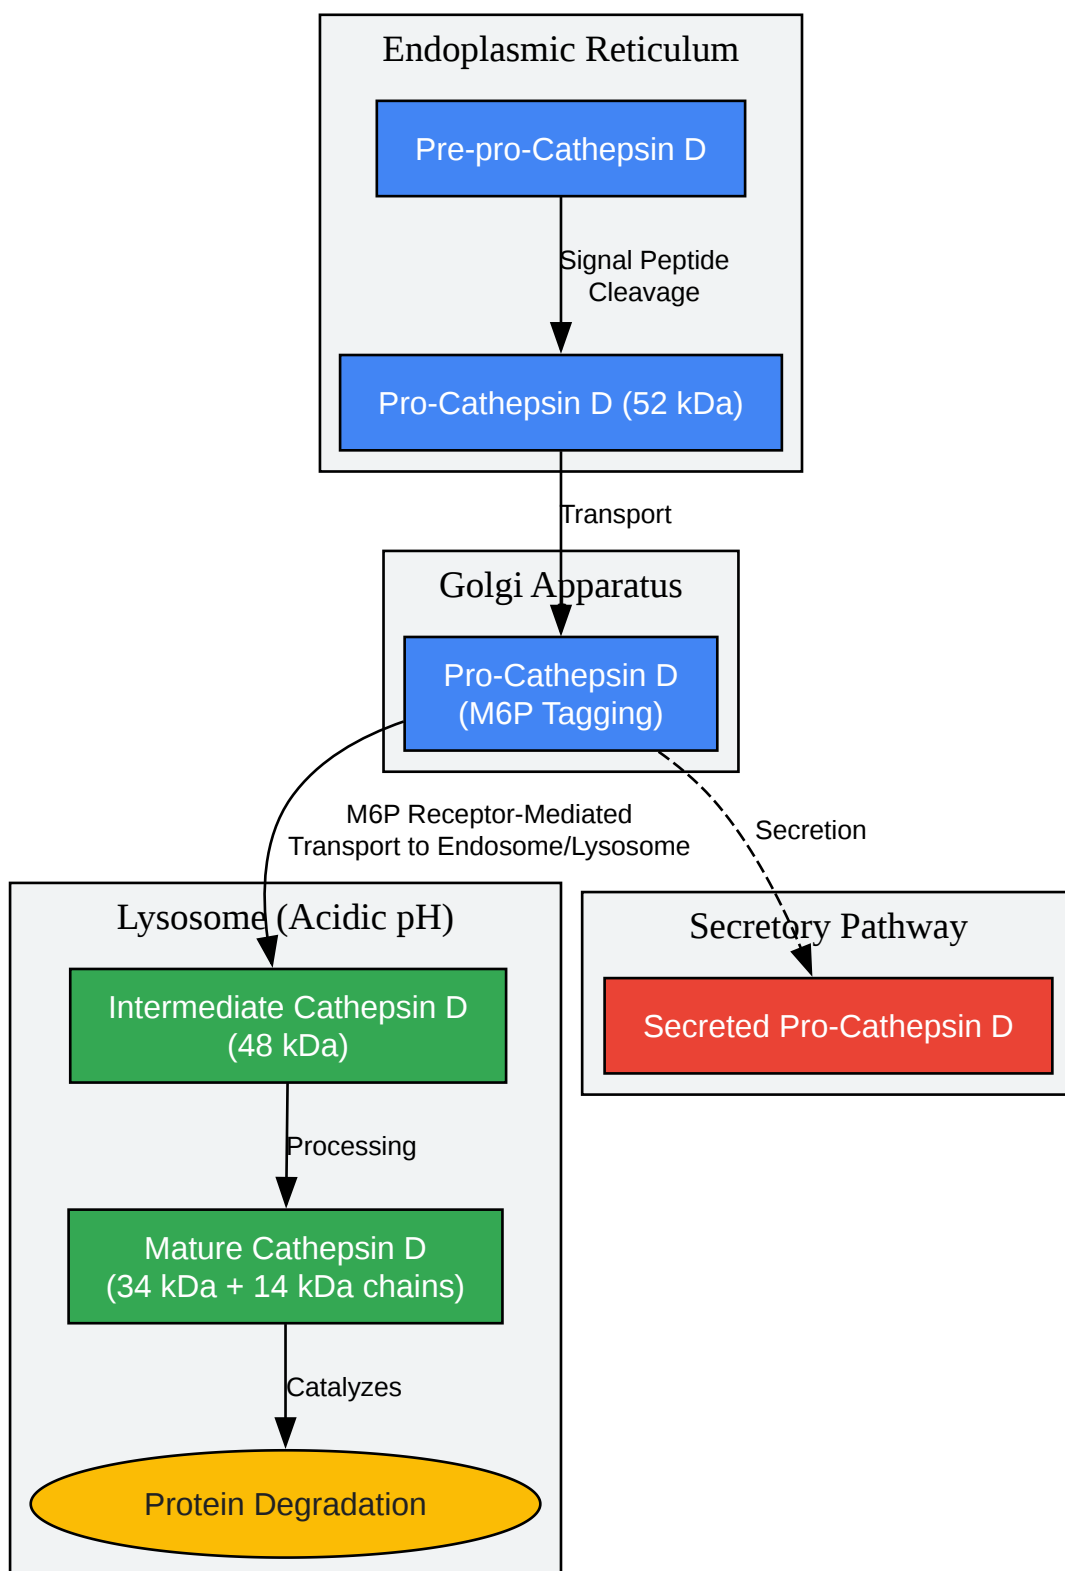 Endoplasmic Reticulum
Pre-pro-Cathepsin D
Signal Peptide
Cleavage
Pro-Cathepsin D (52 kDa)
Transport
Golgi Apparatus
Pro-Cathepsin D
(M6P Tagging)
M6P Receptor-Mediated
Transport to Endosome/Lysosome
Secretion
Lysosome (Acidic pH)
Secretory Pathway
Intermediate Cathepsin D
(48 kDa)
Secreted Pro-Cathepsin D
Processing
Mature Cathepsin D
(34 kDa + 14 kDa chains)
Catalyzes
Protein Degradation